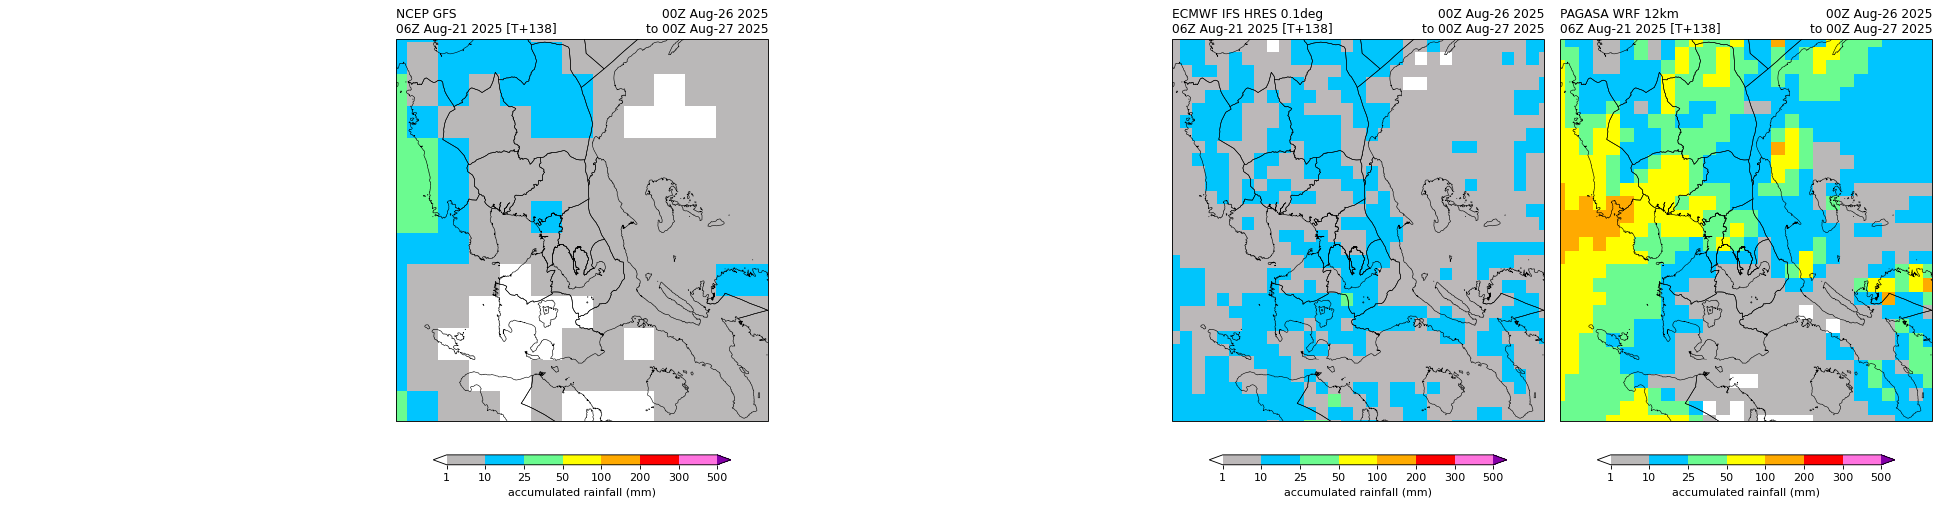 NCEP GFS 00Z Aug-26 2025
06Z Aug-21 2025 [T+138] to 00Z Aug-27 2025
1 10 25 50 100 200 300 500
accumulated rainfall (mm)
ECMWF IFS HRES 0.1deg 00Z Aug-26 2025
06Z Aug-21 2025 [T+138] to 00Z Aug-27 2025
1 10 25 50 100 200 300 500
accumulated rainfall (mm)
PAGASA WRF 12km 00Z Aug-26 2025
06Z Aug-21 2025 [T+138] to 00Z Aug-27 2025
1 10 25 50 100 200 300 500
accumulated rainfall (mm)